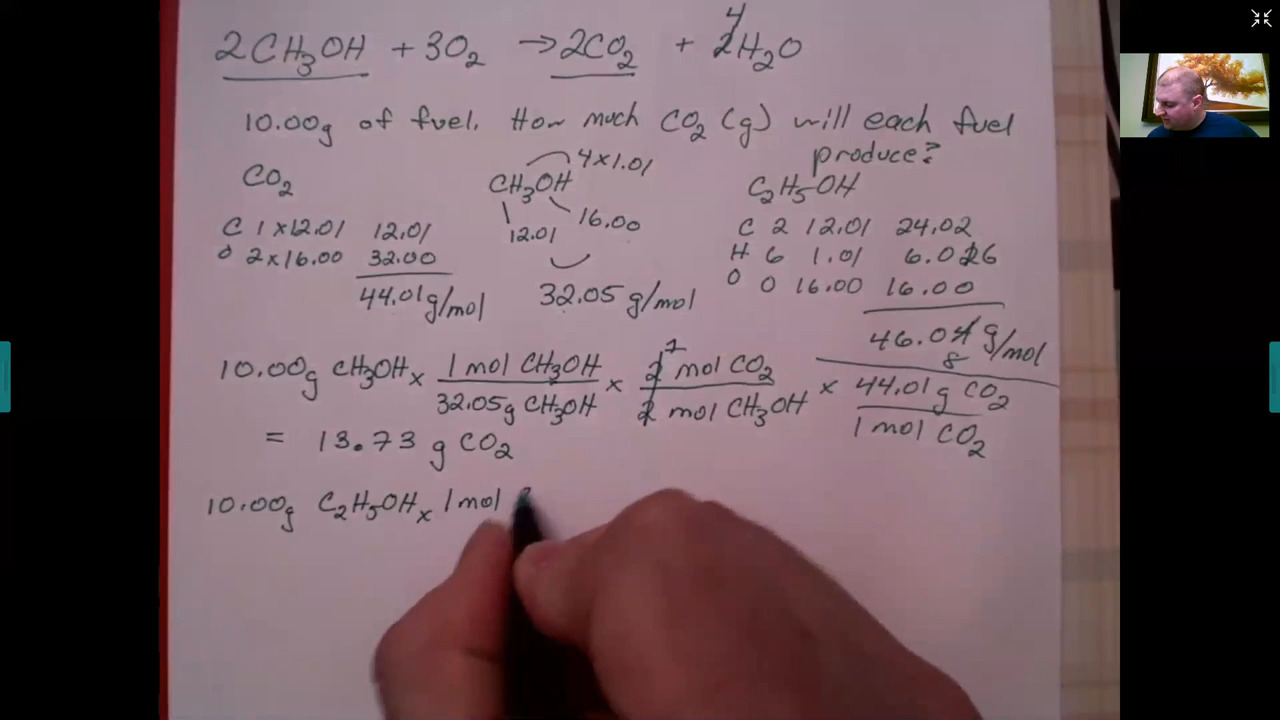 2CH3OH + 3O2 → 2CO2 + 4 2H2O
10.00g of fuel. How much CO2 (g) will each fuel
produce?
CO2
C 1 x 12.01 12.01
O 2 x 16.00 32.00
44.01 g/mol
CH3OH
4 x 1.01
16.00
12.01
32.05 g/mol
C2H5OH
C 2 12.01 24.02
H 6 1.01 6.06
O 0 16.00 16.00
46.08 g/mol
10.00g CH3OH x 1 mol CH3OH / 32.05g CH3OH x 2 mol CO2 / 2 mol CH3OH x 44.01 g CO2 / 1 mol CO2
= 13.73 g CO2
10.00g C2H5OH x 1 mol